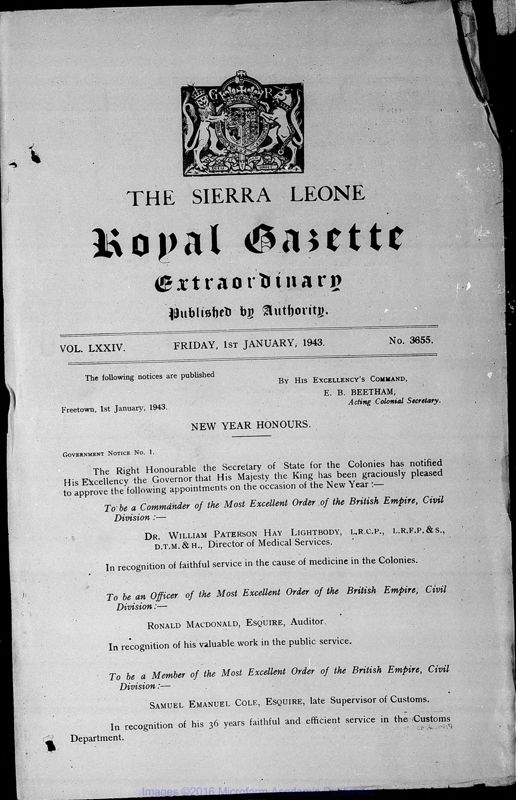 G R
THE SIERRA LEONE
Royal Gazette
Extraordinary
Published by Authority.
VOL. LXXIV. FRIDAY, 1ST JANUARY, 1943. No. 3655.
The following notices are published
BY HIS EXCELLENCY'S COMMAND,
E. B. BEETHAM,
Acting Colonial Secretary.
Freetown, 1st January, 1943.
NEW YEAR HONOURS.
GOVERNMENT NOTICE No. 1.
The Right Honourable the Secretary of State for the Colonies has notified
His Excellency the Governor that His Majesty the King has been graciously pleased
to approve the following appointments on the occasion of the New Year :—
To be a Commander of the Most Excellent Order of the British Empire, Civil
Division :—
DR. WILLIAM PATERSON HAY LIGHTBODY, L.R.C.P., L.R.F.P. & S.,
D.T.M. & H., Director of Medical Services.
In recognition of faithful service in the cause of medicine in the Colonies.
To be an Officer of the Most Excellent Order of the British Empire, Civil
Division :—
RONALD MACDONALD, ESQUIRE, Auditor.
In recognition of his valuable work in the public service.
To be a Member of the Most Excellent Order of the British Empire, Civil
Division :—
SAMUEL EMANUEL COLE, ESQUIRE, late Supervisor of Customs.
In recognition of his 36 years faithful and efficient service in the Customs
Department.
Images ©2016 Microform Academic